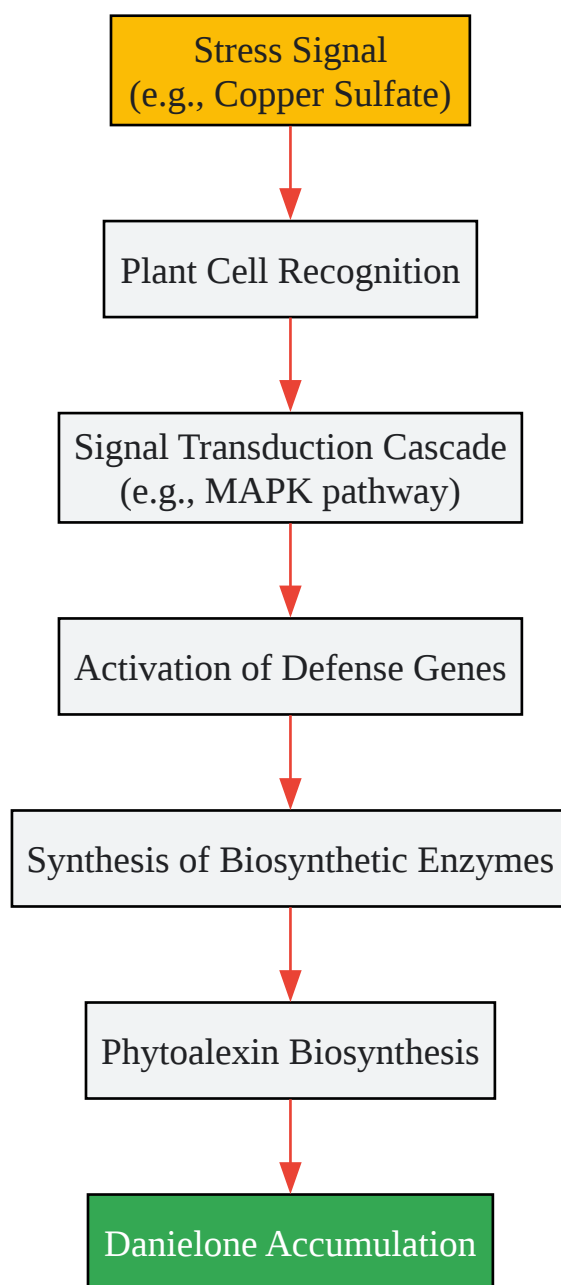 Stress Signal
(e.g., Copper Sulfate)
Plant Cell Recognition
Signal Transduction Cascade
(e.g., MAPK pathway)
Activation of Defense Genes
Synthesis of Biosynthetic Enzymes
Phytoalexin Biosynthesis
Danielone Accumulation